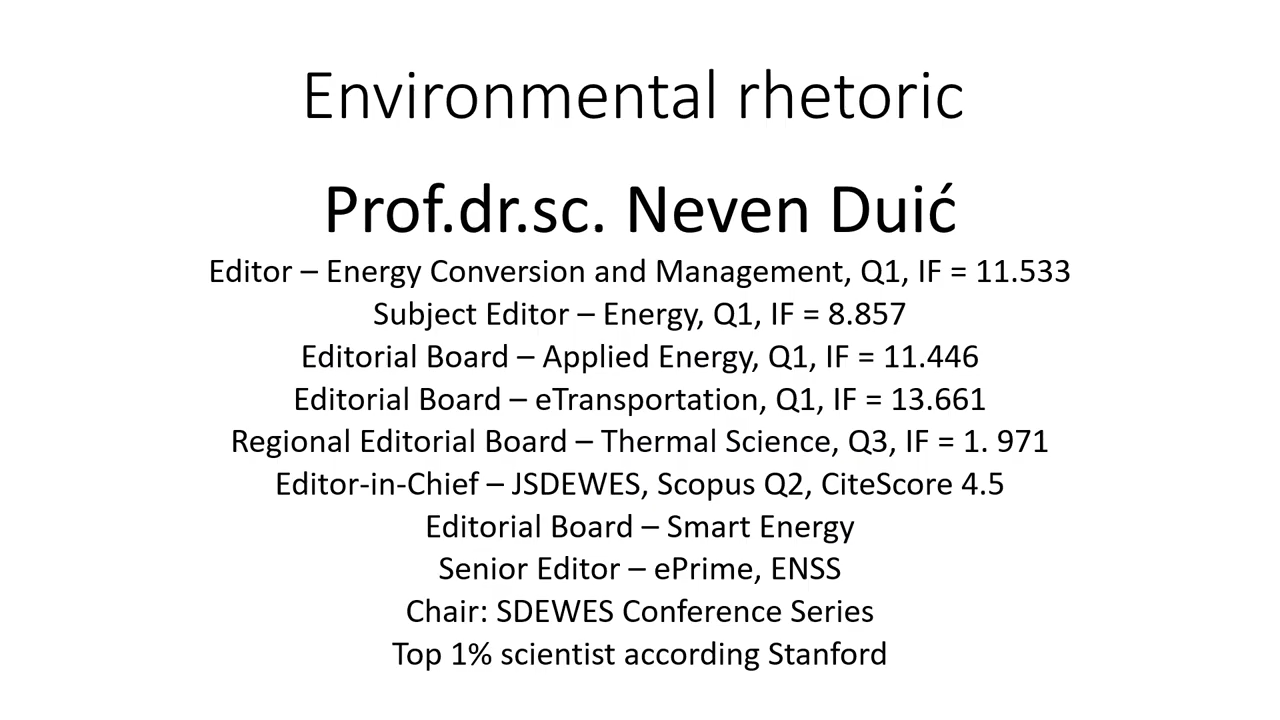 Environmental rhetoric
Prof.dr.sc. Neven Duić
Editor – Energy Conversion and Management, Q1, IF = 11.533
Subject Editor – Energy, Q1, IF = 8.857
Editorial Board – Applied Energy, Q1, IF = 11.446
Editorial Board – eTransportation, Q1, IF = 13.661
Regional Editorial Board – Thermal Science, Q3, IF = 1. 971
Editor-in-Chief – JSDEWES, Scopus Q2, CiteScore 4.5
Editorial Board – Smart Energy
Senior Editor – ePrime, ENSS
Chair: SDEWES Conference Series
Top 1% scientist according Stanford